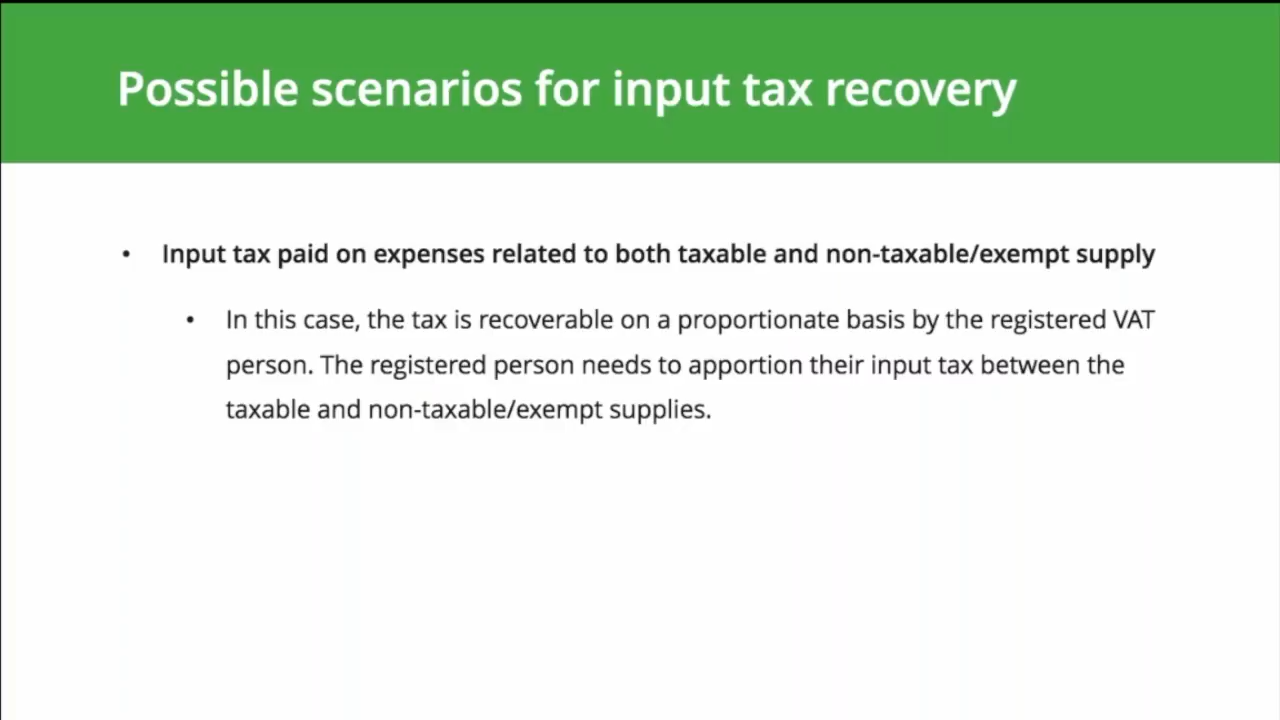 Possible scenarios for input tax recovery
• Input tax paid on expenses related to both taxable and non-taxable/exempt supply
• In this case, the tax is recoverable on a proportionate basis by the registered VAT
person. The registered person needs to apportion their input tax between the
taxable and non-taxable/exempt supplies.